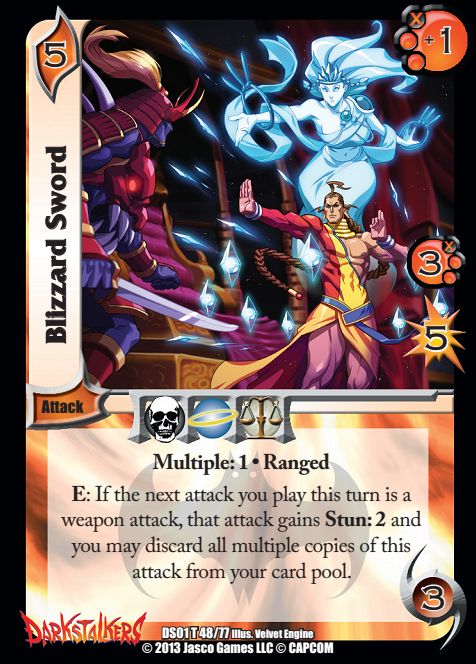 5
+1
Blizzard Sword
3
5
Attack
Multiple: 1 • Ranged
E: If the next attack you play this turn is a
weapon attack, that attack gains Stun: 2 and
you may discard all multiple copies of this
attack from your card pool.
3
DARKSTALKERS
DS01T 48/77 Illus. Velvet Engine
© 2013 Jasco Games LLC © CAPCOM